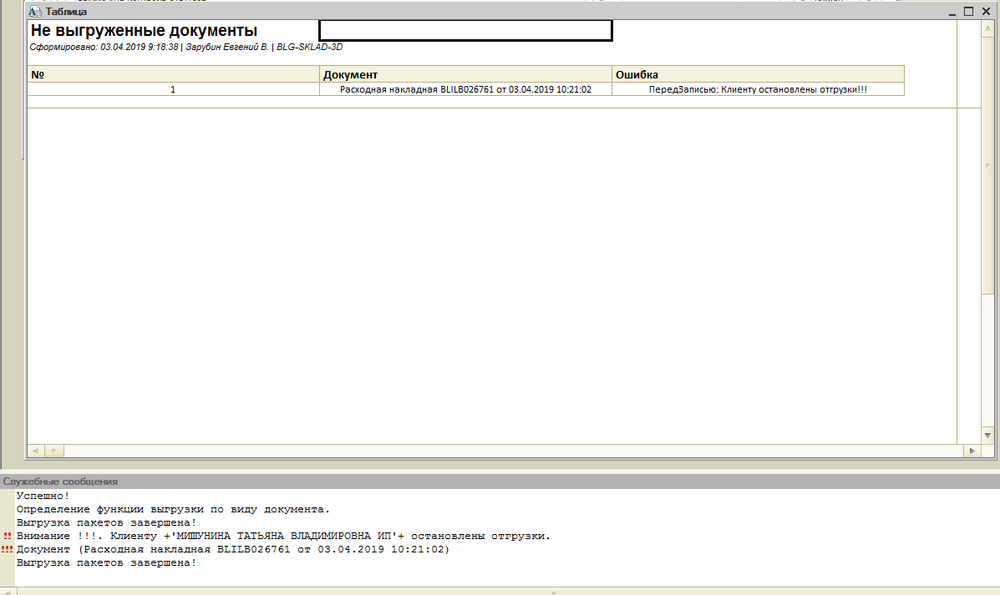 Таблица
Не выгруженные документы
Сформировано: 03.04.2019 9:18:38 | Зарубин Евгений В. | BLG-SKLAD-3D
№ Документ Ошибка
1 Расходная накладная BLILB026761 от 03.04.2019 10:21:02 ПередЗаписью: Клиенту остановлены отгрузки!!!
Служебные сообщения
Успешно!
Определение функции выгрузки по виду документа.
Выгрузка пакетов завершена!
!! Внимание !!!. Клиенту +'МИШУНИНА ТАТЬЯНА ВЛАДИМИРОВНА ИП'+ остановлены отгрузки.
!!! Документ (Расходная накладная BLILB026761 от 03.04.2019 10:21:02)
Выгрузка пакетов завершена!